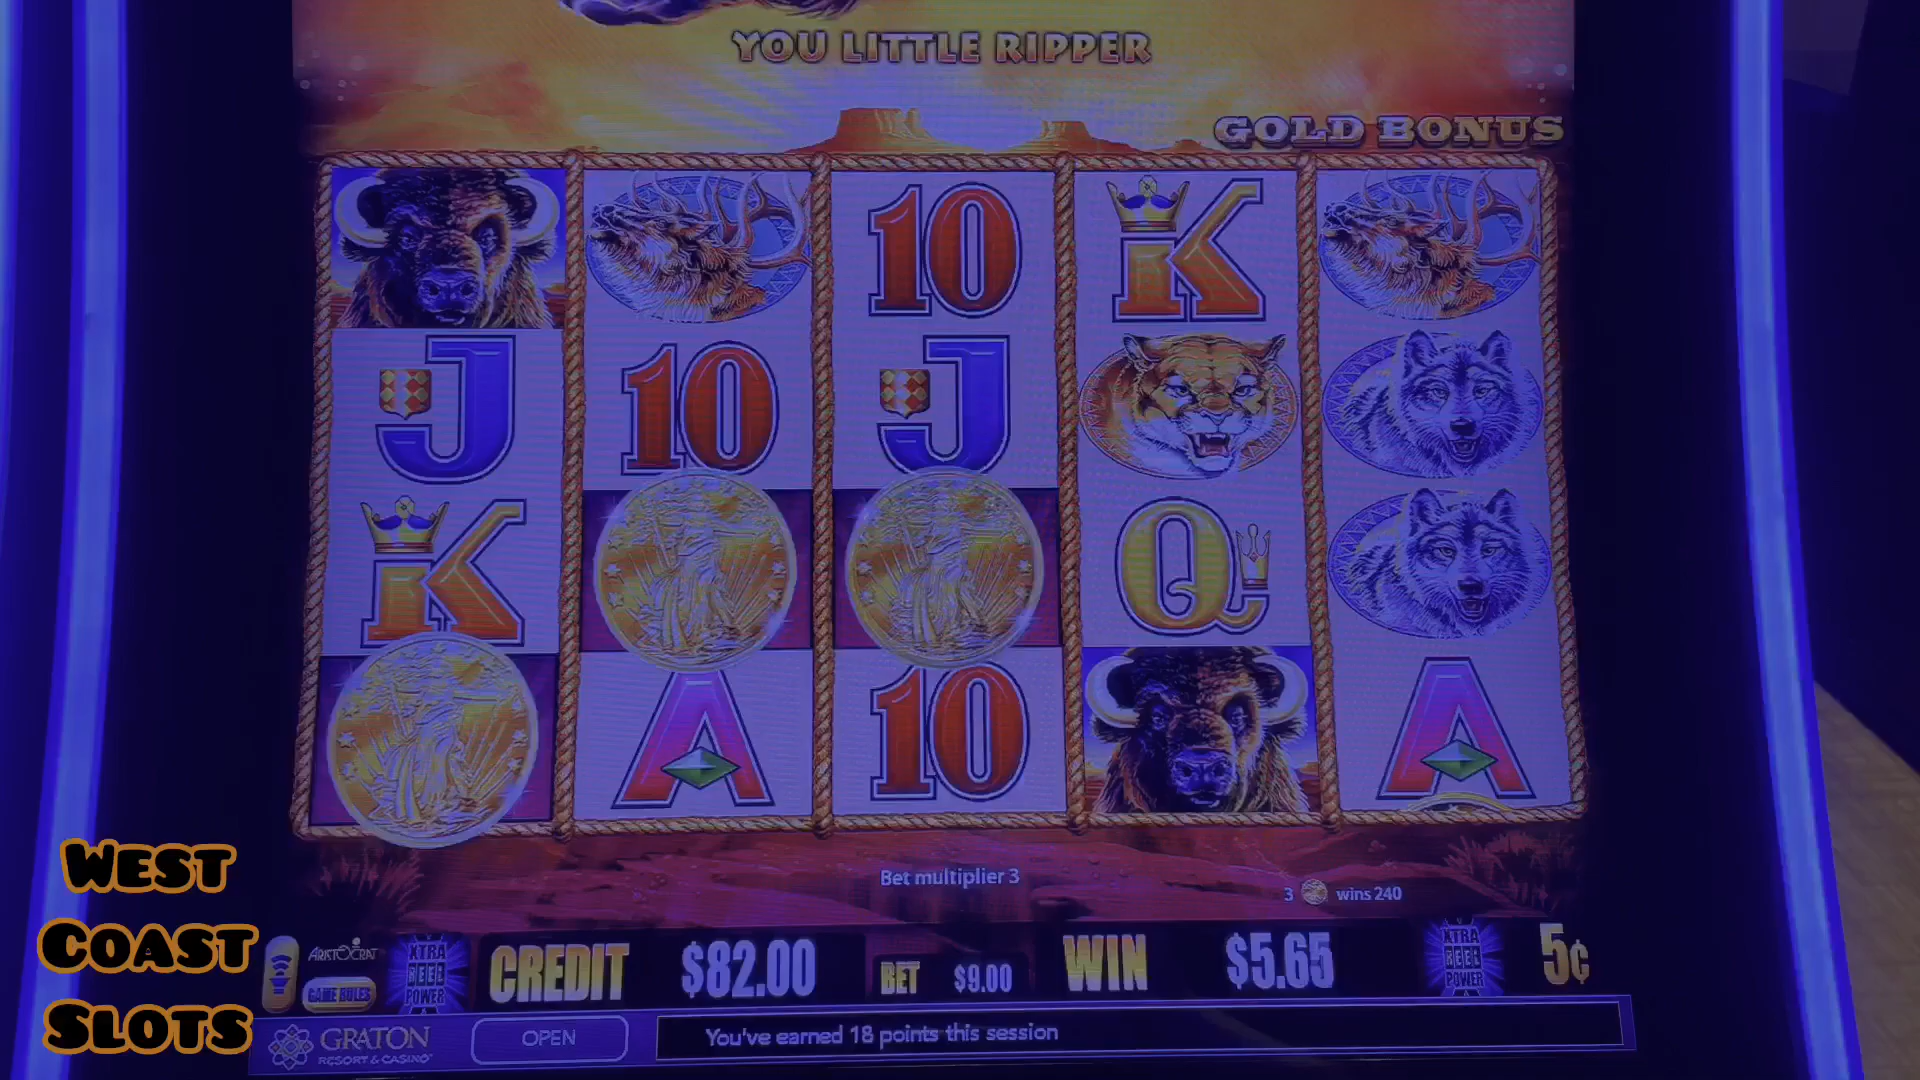 YOU LITTLE RIPPER
GOLD BONUS
10 K
J 10 J
K Q
A 10 A
Bet multiplier 3
3 wins 240
ARISTOCRAT
GAME RULES
XTRA
REEL
POWER
CREDIT $82.00
BET $9.00
WIN $5.65
XTRA
REEL
POWER
5¢
GRATON
RESORT & CASINO
OPEN
You've earned 18 points this session
WEST
COAST
SLOTS